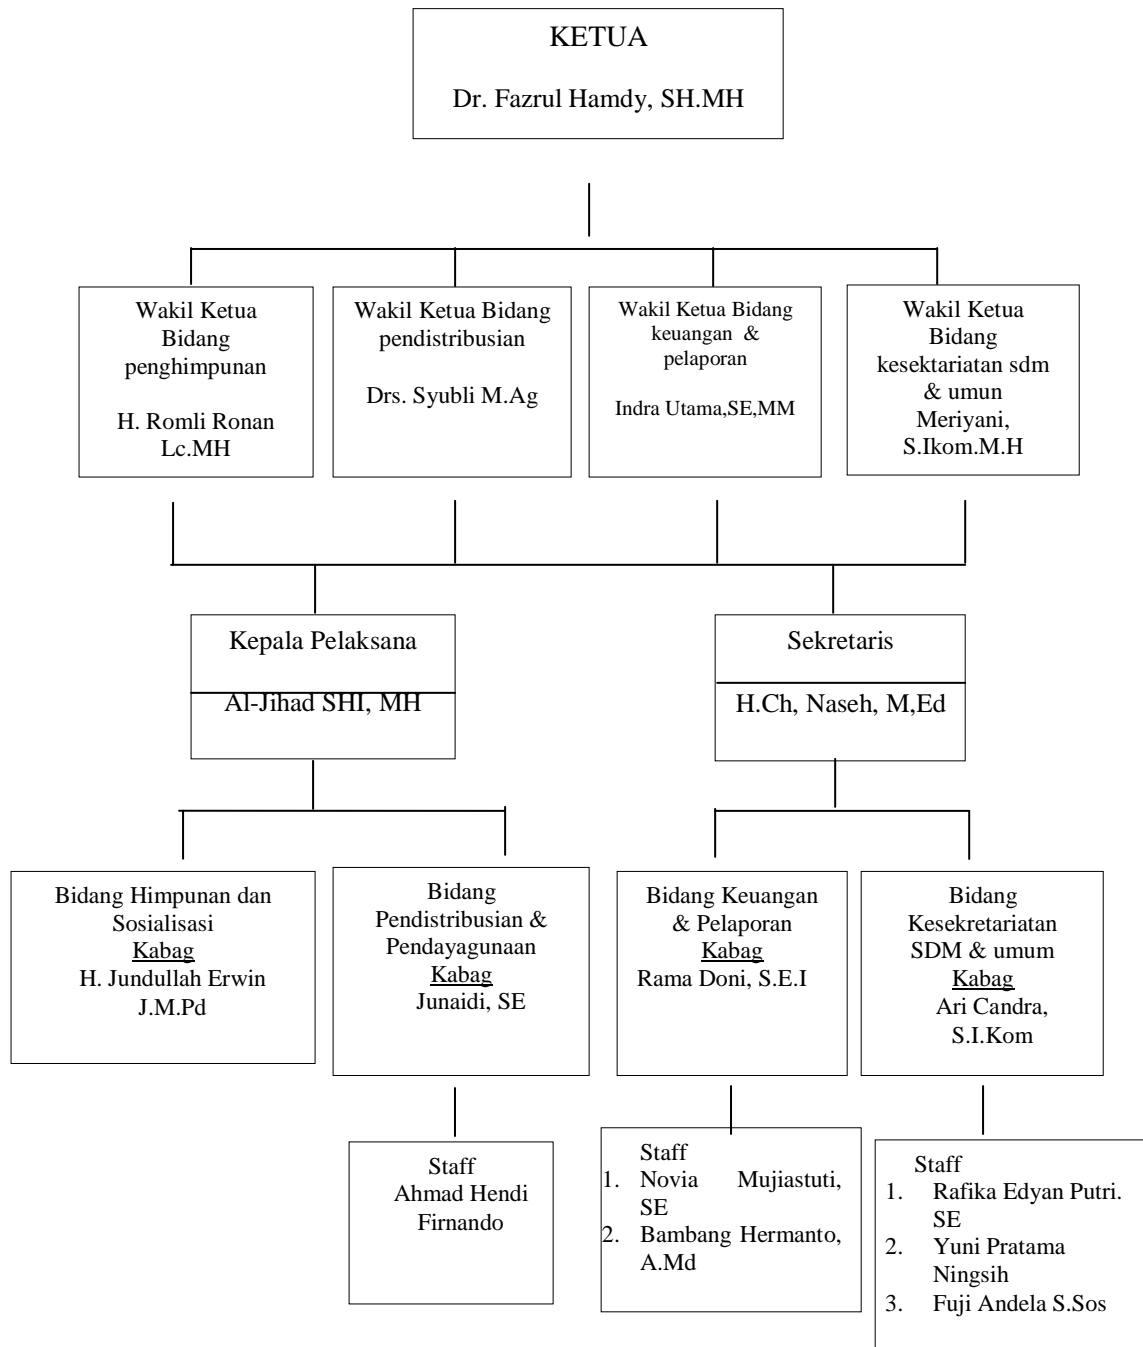 KETUA
Dr. Fazrul Hamdy, SH.MH
Wakil Ketua
Bidang
penghimpunan
H. Romli Ronan
Lc.MH
Wakil Ketua Bidang
pendistribusian
Drs. Syubli M.Ag
Wakil Ketua Bidang
keuangan &
pelaporan
Indra Utama,SE,MM
Wakil Ketua
Bidang
kesektariatan sdm
& umun
Meriyani,
S.Ikom.M.H
Kepala Pelaksana
Al-Jihad SHI, MH
Sekretaris
H.Ch, Naseh, M,Ed
Bidang Himpunan dan
Sosialisasi
Kabag
H. Jundullah Erwin
J.M.Pd
Bidang
Pendistribusian &
Pendayagunaan
Kabag
Junaidi, SE
Bidang Keuangan
& Pelaporan
Kabag
Rama Doni, S.E.I
Bidang
Kesekretariatan
SDM & umum
Kabag
Ari Candra,
S.I.Kom
Staff
Ahmad Hendi
Firnando
Staff
1. Novia Mujiastuti,
SE
2. Bambang Hermanto,
A.Md
Staff
1. Rafika Edyan Putri.
SE
2. Yuni Pratama
Ningsih
3. Fuji Andela S.Sos